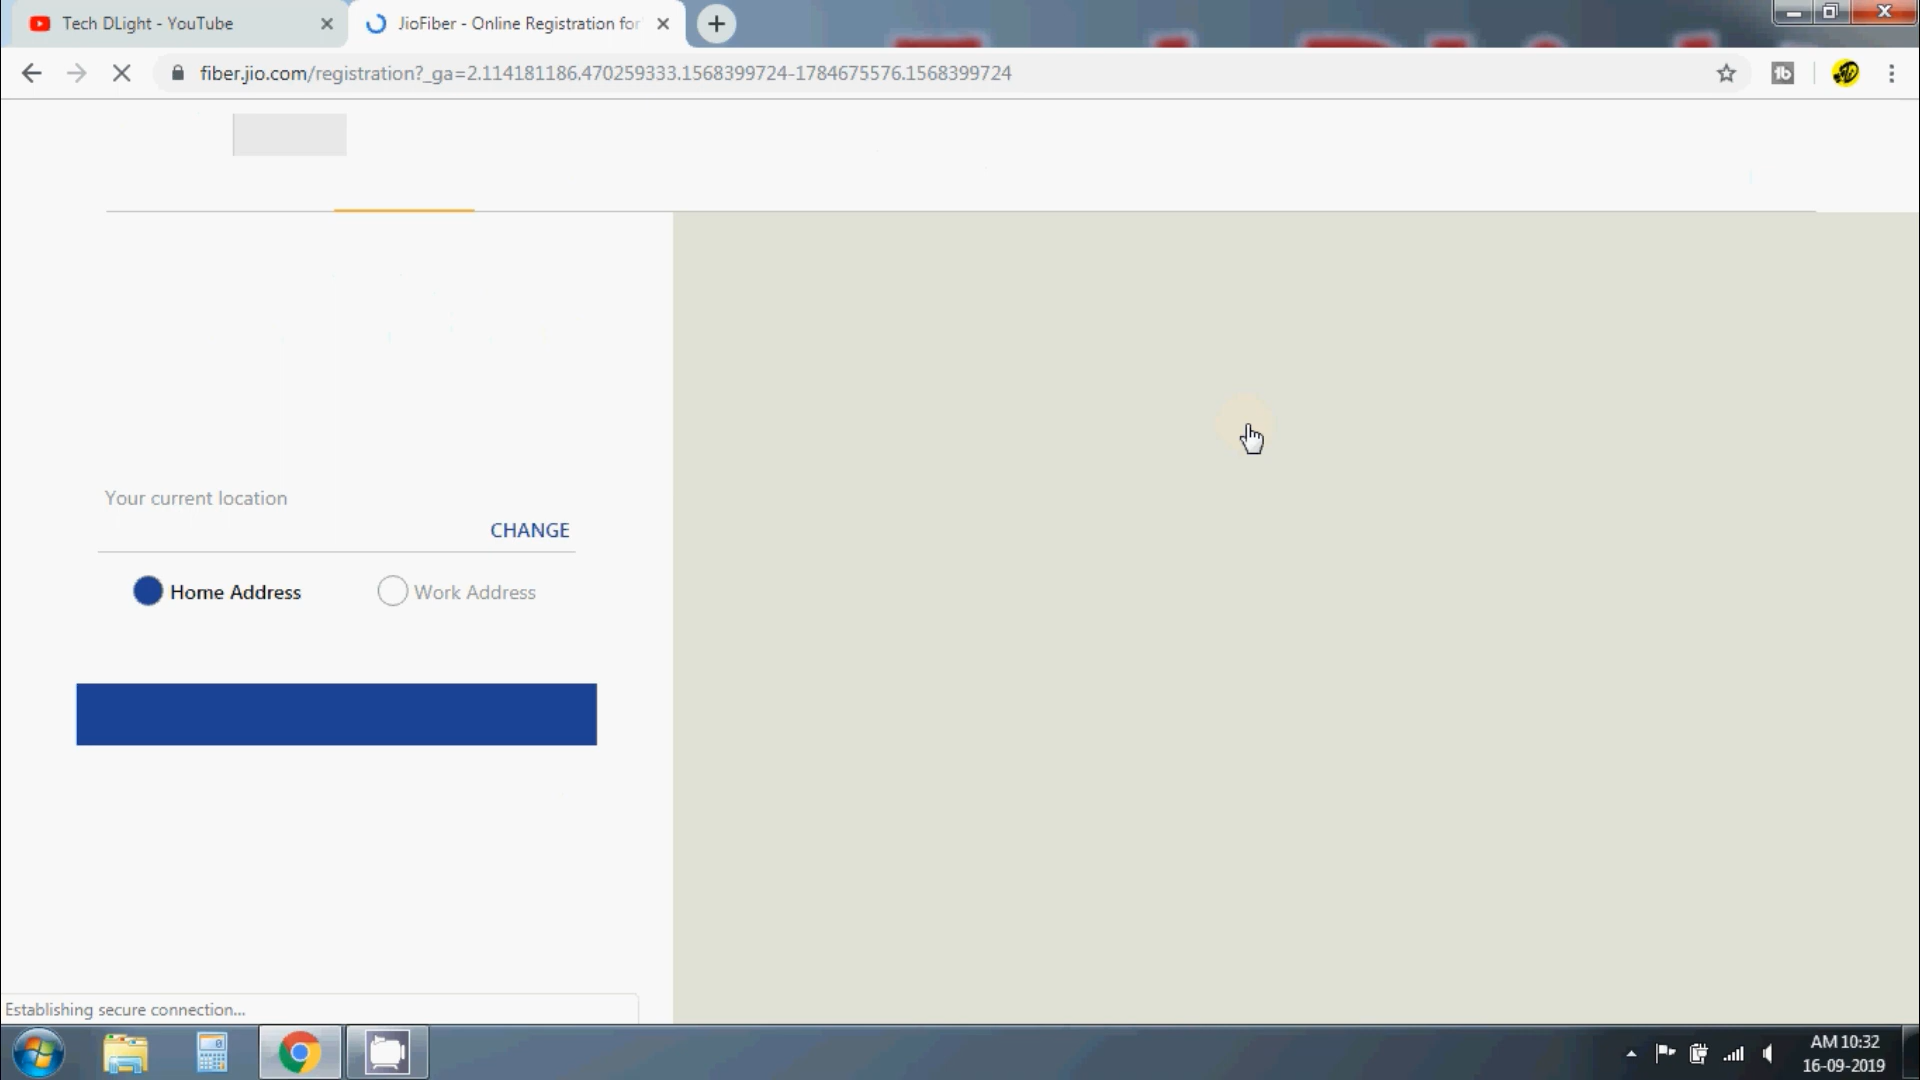 Tech DLight - YouTube
JioFiber - Online Registration for
fiber.jio.com/registration?_ga=2.114181186.470259333.1568399724-1784675576.1568399724
Your current location
CHANGE
Home Address
Work Address
Establishing secure connection...
AM 10:32
16-09-2019